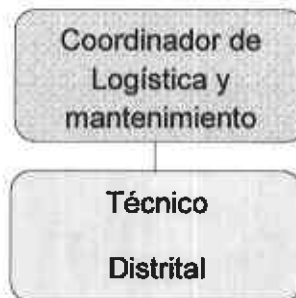 Coordinador de
Logística y
mantenimiento
Técnico
Distrital